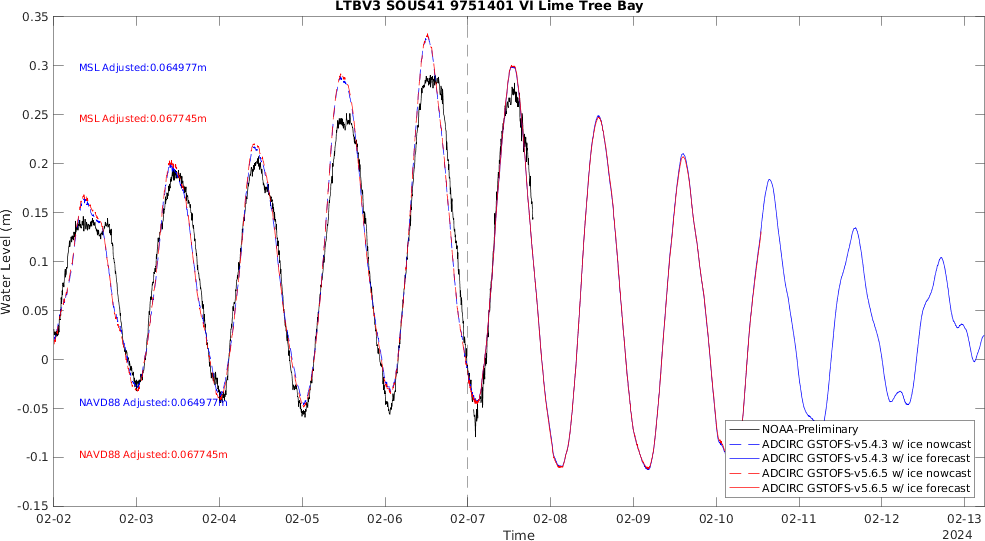 LTBV3 SOUS41 9751401 VI Lime Tree Bay
0.35
0.3
0.25
0.2
0.15
0.1
0.05
0
-0.05
-0.1
-0.15
Water Level (m)
MSL Adjusted:0.064977m
MSL Adjusted:0.067745m
NAVD88 Adjusted:0.064977m
NAVD88 Adjusted:0.067745m
NOAA-Preliminary
ADCIRC GSTOFS-v5.4.3 w/ ice nowcast
ADCIRC GSTOFS-v5.4.3 w/ ice forecast
ADCIRC GSTOFS-v5.6.5 w/ ice nowcast
ADCIRC GSTOFS-v5.6.5 w/ ice forecast
02-02 02-03 02-04 02-05 02-06 02-07 02-08 02-09 02-10 02-11 02-12 02-13
Time
2024